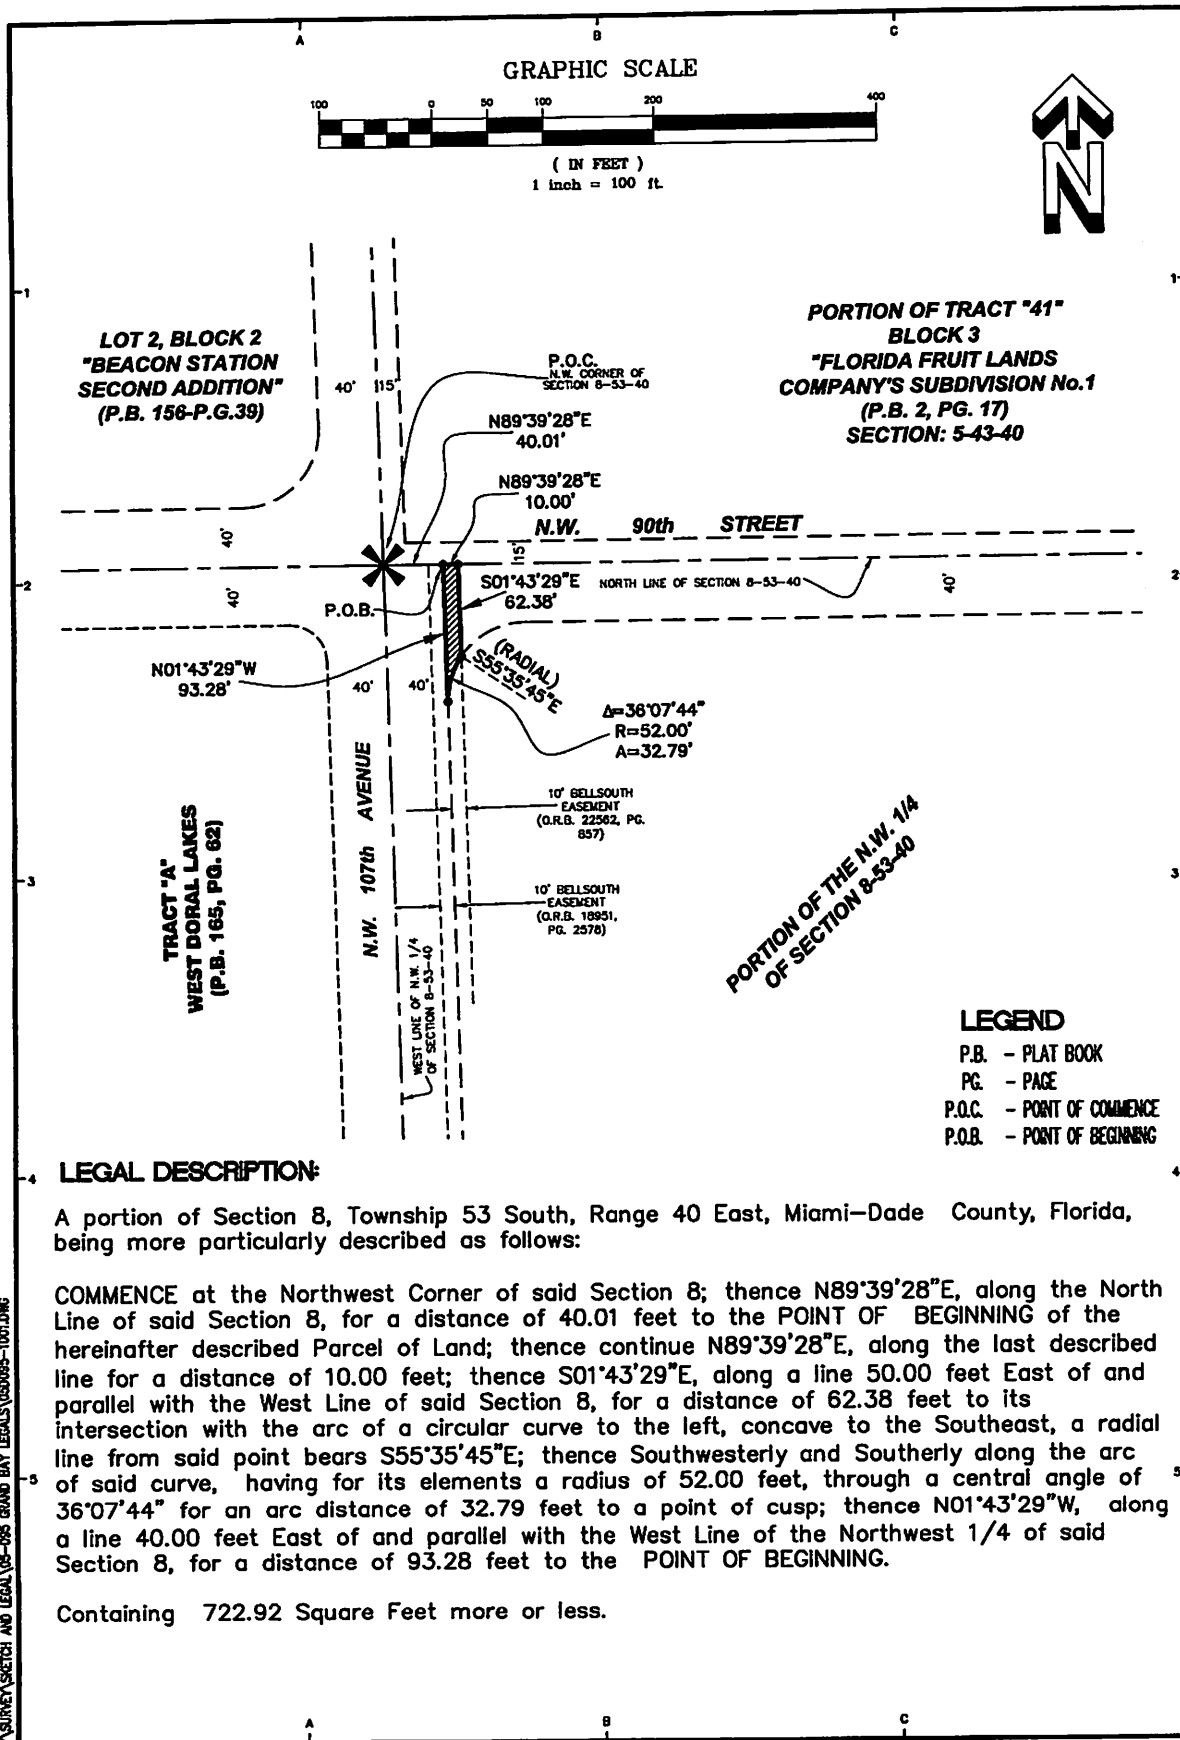 A B C
GRAPHIC SCALE
100 0 50 100 200 400
( IN FEET )
1 inch = 100 ft.
N
1 1
LOT 2, BLOCK 2
"BEACON STATION
SECOND ADDITION"
(P.B. 156-P.G.39)
PORTION OF TRACT "41"
BLOCK 3
"FLORIDA FRUIT LANDS
COMPANY'S SUBDIVISION No.1
(P.B. 2, PG. 17)
SECTION: 5-43-40
40' 15'
P.O.C.
N.W. CORNER OF
SECTION 8-53-40
N89°39'28"E
40.01'
N89°39'28"E
10.00'
N.W. 90th STREET
40'
15'
2 2
40'
P.O.B.
S01°43'29"E
62.38'
NORTH LINE OF SECTION 8-53-40
40'
N01°43'29"W
93.28'
40' 40'
(RADIAL)
S55°35'45"E
Δ=36°07'44"
R=52.00'
A=32.79'
N.W. 107th AVENUE
10' BELLSOUTH
EASEMENT
(O.R.B. 22562, PG.
857)
TRACT "A"
WEST DORAL LAKES
(P.B. 165, PG. 62)
3 3
10' BELLSOUTH
EASEMENT
(O.R.B. 18951,
PG. 2578)
WEST LINE OF N.W. 1/4
OF SECTION 8-53-40
PORTION OF THE N.W. 1/4
OF SECTION 8-53-40
LEGEND
P.B. - PLAT BOOK
PG. - PAGE
P.O.C. - POINT OF COMMENCE
P.O.B. - POINT OF BEGINNING
4 4
LEGAL DESCRIPTION:
A portion of Section 8, Township 53 South, Range 40 East, Miami-Dade County, Florida,
being more particularly described as follows:
COMMENCE at the Northwest Corner of said Section 8; thence N89°39'28"E, along the North
Line of said Section 8, for a distance of 40.01 feet to the POINT OF BEGINNING of the
hereinafter described Parcel of Land; thence continue N89°39'28"E, along the last described
line for a distance of 10.00 feet; thence S01°43'29"E, along a line 50.00 feet East of and
parallel with the West Line of said Section 8, for a distance of 62.38 feet to its
intersection with the arc of a circular curve to the left, concave to the Southeast, a radial
line from said point bears S55°35'45"E; thence Southwesterly and Southerly along the arc
of said curve, having for its elements a radius of 52.00 feet, through a central angle of
36°07'44" for an arc distance of 32.79 feet to a point of cusp; thence N01°43'29"W, along
a line 40.00 feet East of and parallel with the West Line of the Northwest 1/4 of said
Section 8, for a distance of 93.28 feet to the POINT OF BEGINNING.
5 5
Containing 722.92 Square Feet more or less.
\SURVEY\SKETCH AND LEGAL\05-095 GRAND BAY LEGALS\
A B C